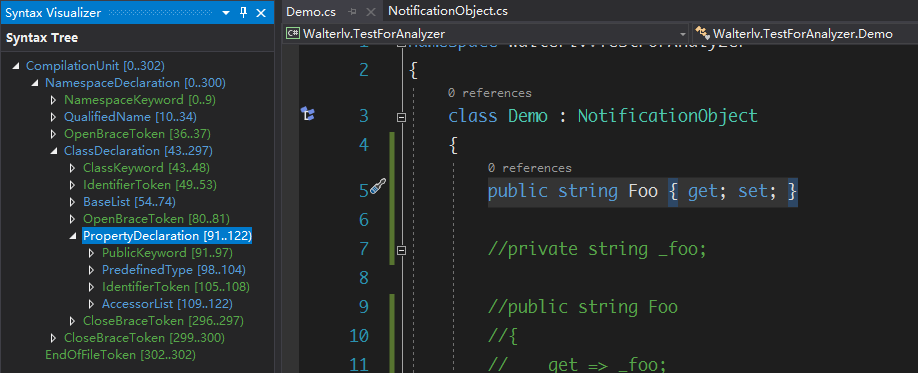 Syntax Visualizer
Syntax Tree
CompilationUnit [0..302)
NamespaceDeclaration [0..300)
NamespaceKeyword [0..9)
QualifiedName [10..34)
OpenBraceToken [36..37)
ClassDeclaration [43..297)
ClassKeyword [43..48)
IdentifierToken [49..53)
BaseList [54..74)
OpenBraceToken [80..81)
PropertyDeclaration [91..122)
PublicKeyword [91..97)
PredefinedType [98..104)
IdentifierToken [105..108)
AccessorList [109..122)
CloseBraceToken [296..297)
CloseBraceToken [299..300)
EndOfFileToken [302..302)
Demo.cs
NotificationObject.cs
C# Walterlv.TestForAnalyzer
Walterlv.TestForAnalyzer.Demo
1 namespace Walterlv.TestForAnalyzer
2 {
0 references
3 class Demo : NotificationObject
4 {
0 references
5 public string Foo { get; set; }
6
7 //private string _foo;
8
9 //public string Foo
10 //{
11 //    get => _foo;